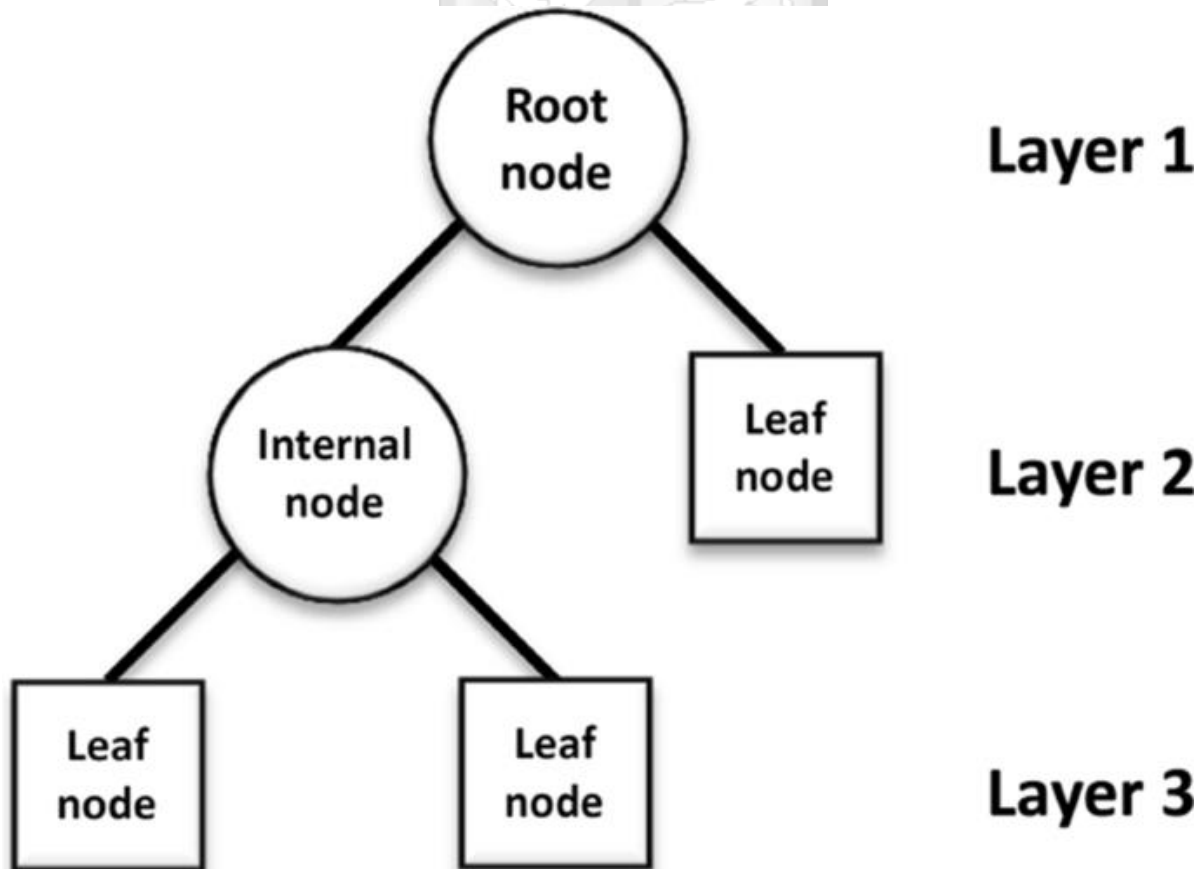 Root
node
Layer 1
Internal
node
Leaf
node
Layer 2
Leaf
node
Leaf
node
Layer 3